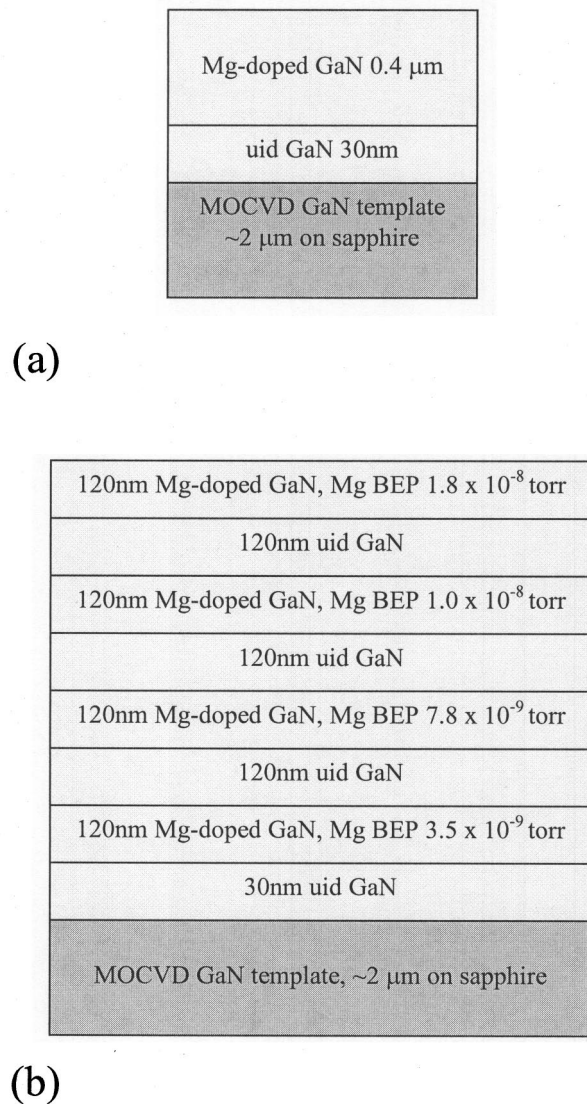 Mg-doped GaN 0.4 μm
uid GaN 30nm
MOCVD GaN template
~2 μm on sapphire
(a)
120nm Mg-doped GaN, Mg BEP 1.8 x 10⁻⁸ torr
120nm uid GaN
120nm Mg-doped GaN, Mg BEP 1.0 x 10⁻⁸ torr
120nm uid GaN
120nm Mg-doped GaN, Mg BEP 7.8 x 10⁻⁹ torr
120nm uid GaN
120nm Mg-doped GaN, Mg BEP 3.5 x 10⁻⁹ torr
30nm uid GaN
MOCVD GaN template, ~2 μm on sapphire
(b)